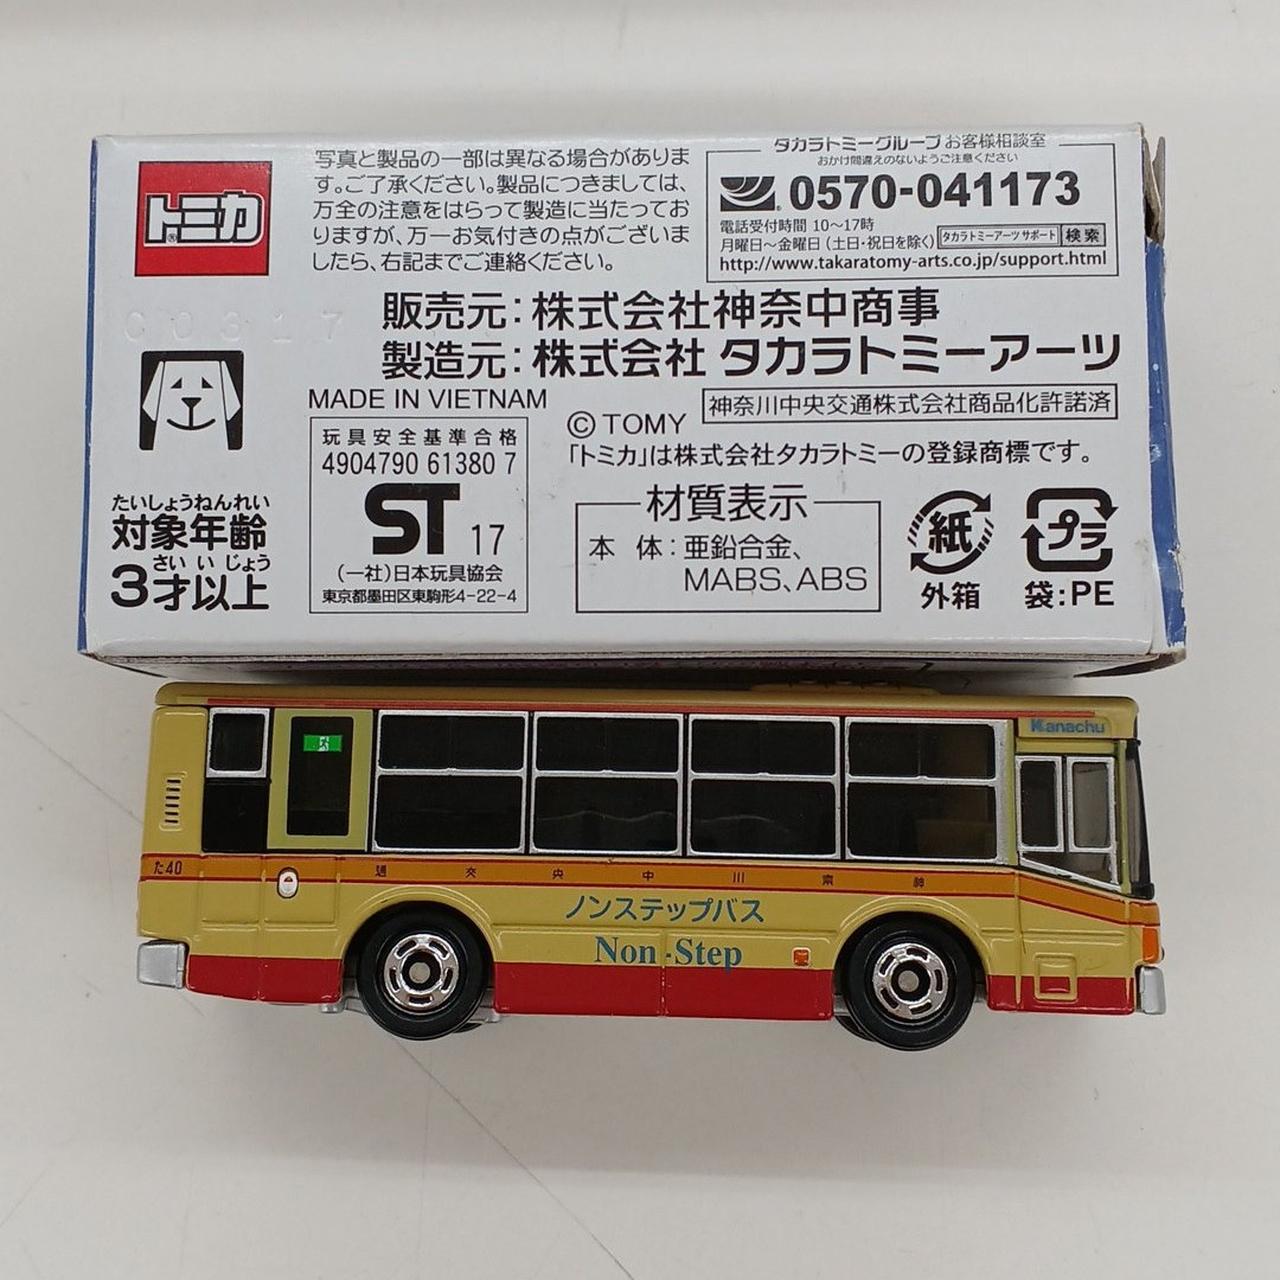 トミカ
写真と製品の一部は異なる場合がありま
す。ご了承ください。製品につきましては、
万全の注意をはらって製造に当たってお
りますが、万一お気付きの点がございま
したら、右記までご連絡ください。
タカラトミーグループお客様相談室
おかけ間違えのないようご注意ください
0570-041173
電話受付時間 10～17時
月曜日～金曜日(土日・祝日を除く) タカラトミーアーツ サポート 検索
http://www.takaratomy-arts.co.jp/support.html
C00317
販売元:株式会社神奈中商事
製造元:株式会社 タカラトミーアーツ
MADE IN VIETNAM
©TOMY 神奈川中央交通株式会社商品化許諾済
「トミカ」は株式会社タカラトミーの登録商標です。
玩具安全基準合格
4904790 61380 7
ST 17
(一社)日本玩具協会
東京都墨田区東駒形4-22-4
たいしょうねんれい
対象年齢
さいいじょう
3才以上
材質表示
本 体:亜鉛合金、
MABS、ABS
紙
外箱
プラ
袋:PE
Kanachu
た40
通 交 央 中 川 奈 神
ノンステップバス
Non-Step